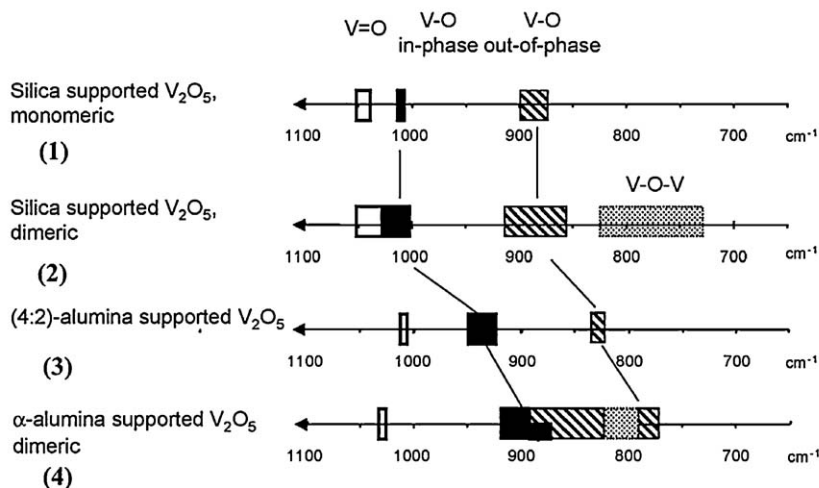 V=O V-O V-O
in-phase out-of-phase
Silica supported V₂O₅,
monomeric
1100 1000 900 800 700 cm⁻¹
(1)
V-O-V
Silica supported V₂O₅,
dimeric
1100 1000 900 800 700 cm⁻¹
(2)
(4:2)-alumina supported V₂O₅
1100 1000 900 800 700 cm⁻¹
(3)
α-alumina supported V₂O₅
dimeric
1100 1000 900 800 700 cm⁻¹
(4)